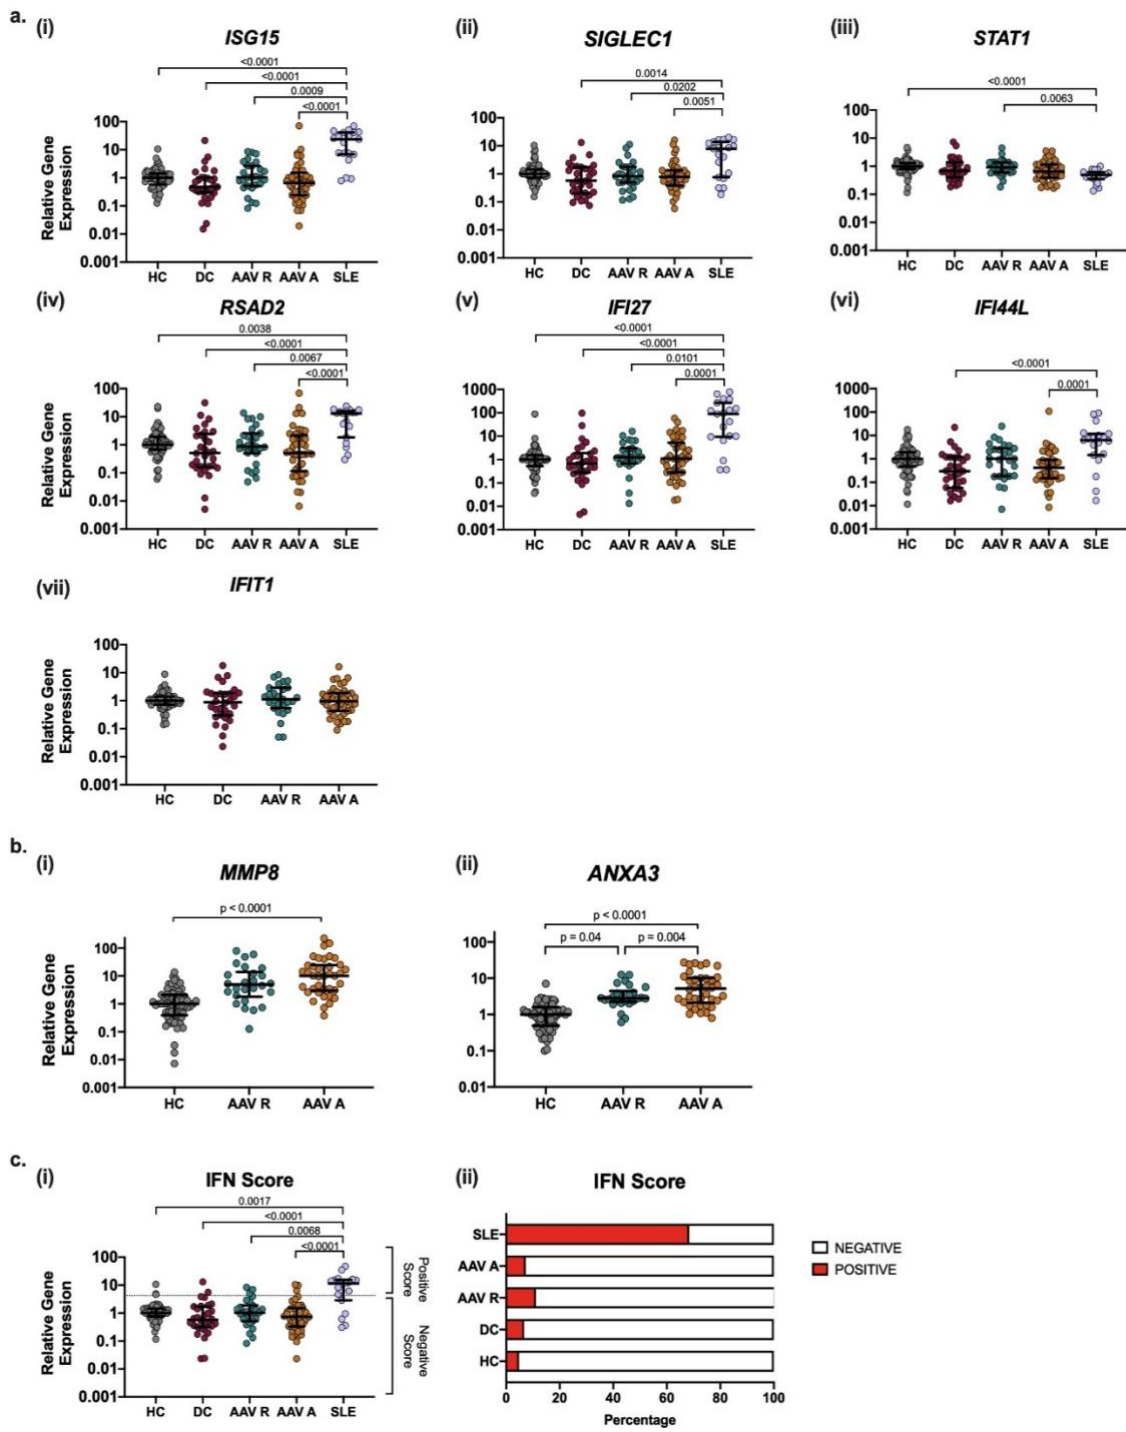 a.
(i)
ISG15
<0.0001
<0.0001
0.0009
<0.0001
Relative Gene
Expression
100
10
1
0.1
0.01
0.001
HC DC AAV R AAV A SLE
(ii)
SIGLEC1
0.0014
0.0202
0.0051
100
10
1
0.1
0.01
0.001
HC DC AAV R AAV A SLE
(iii)
STAT1
<0.0001
0.0063
100
10
1
0.1
0.01
0.001
HC DC AAV R AAV A SLE
(iv)
RSAD2
0.0038
<0.0001
0.0067
<0.0001
Relative Gene
Expression
100
10
1
0.1
0.01
0.001
HC DC AAV R AAV A SLE
(v)
IFI27
<0.0001
<0.0001
0.0101
0.0001
1000
100
10
1
0.1
0.01
0.001
HC DC AAV R AAV A SLE
(vi)
IFI44L
<0.0001
0.0001
1000
100
10
1
0.1
0.01
0.001
HC DC AAV R AAV A SLE
(vii)
IFIT1
Relative Gene
Expression
100
10
1
0.1
0.01
0.001
HC DC AAV R AAV A
b.
(i)
MMP8
p < 0.0001
Relative Gene
Expression
100
10
1
0.1
0.01
0.001
HC AAV R AAV A
(ii)
ANXA3
p < 0.0001
p = 0.04 p = 0.004
100
10
1
0.1
0.01
HC AAV R AAV A
c.
(i)
IFN Score
0.0017
<0.0001
0.0068
<0.0001
Relative Gene
Expression
100
10
1
0.1
0.01
0.001
HC DC AAV R AAV A SLE
Positive
Score
Negative
Score
(ii)
IFN Score
SLE
AAV A
AAV R
DC
HC
0 20 40 60 80 100
Percentage
NEGATIVE
POSITIVE